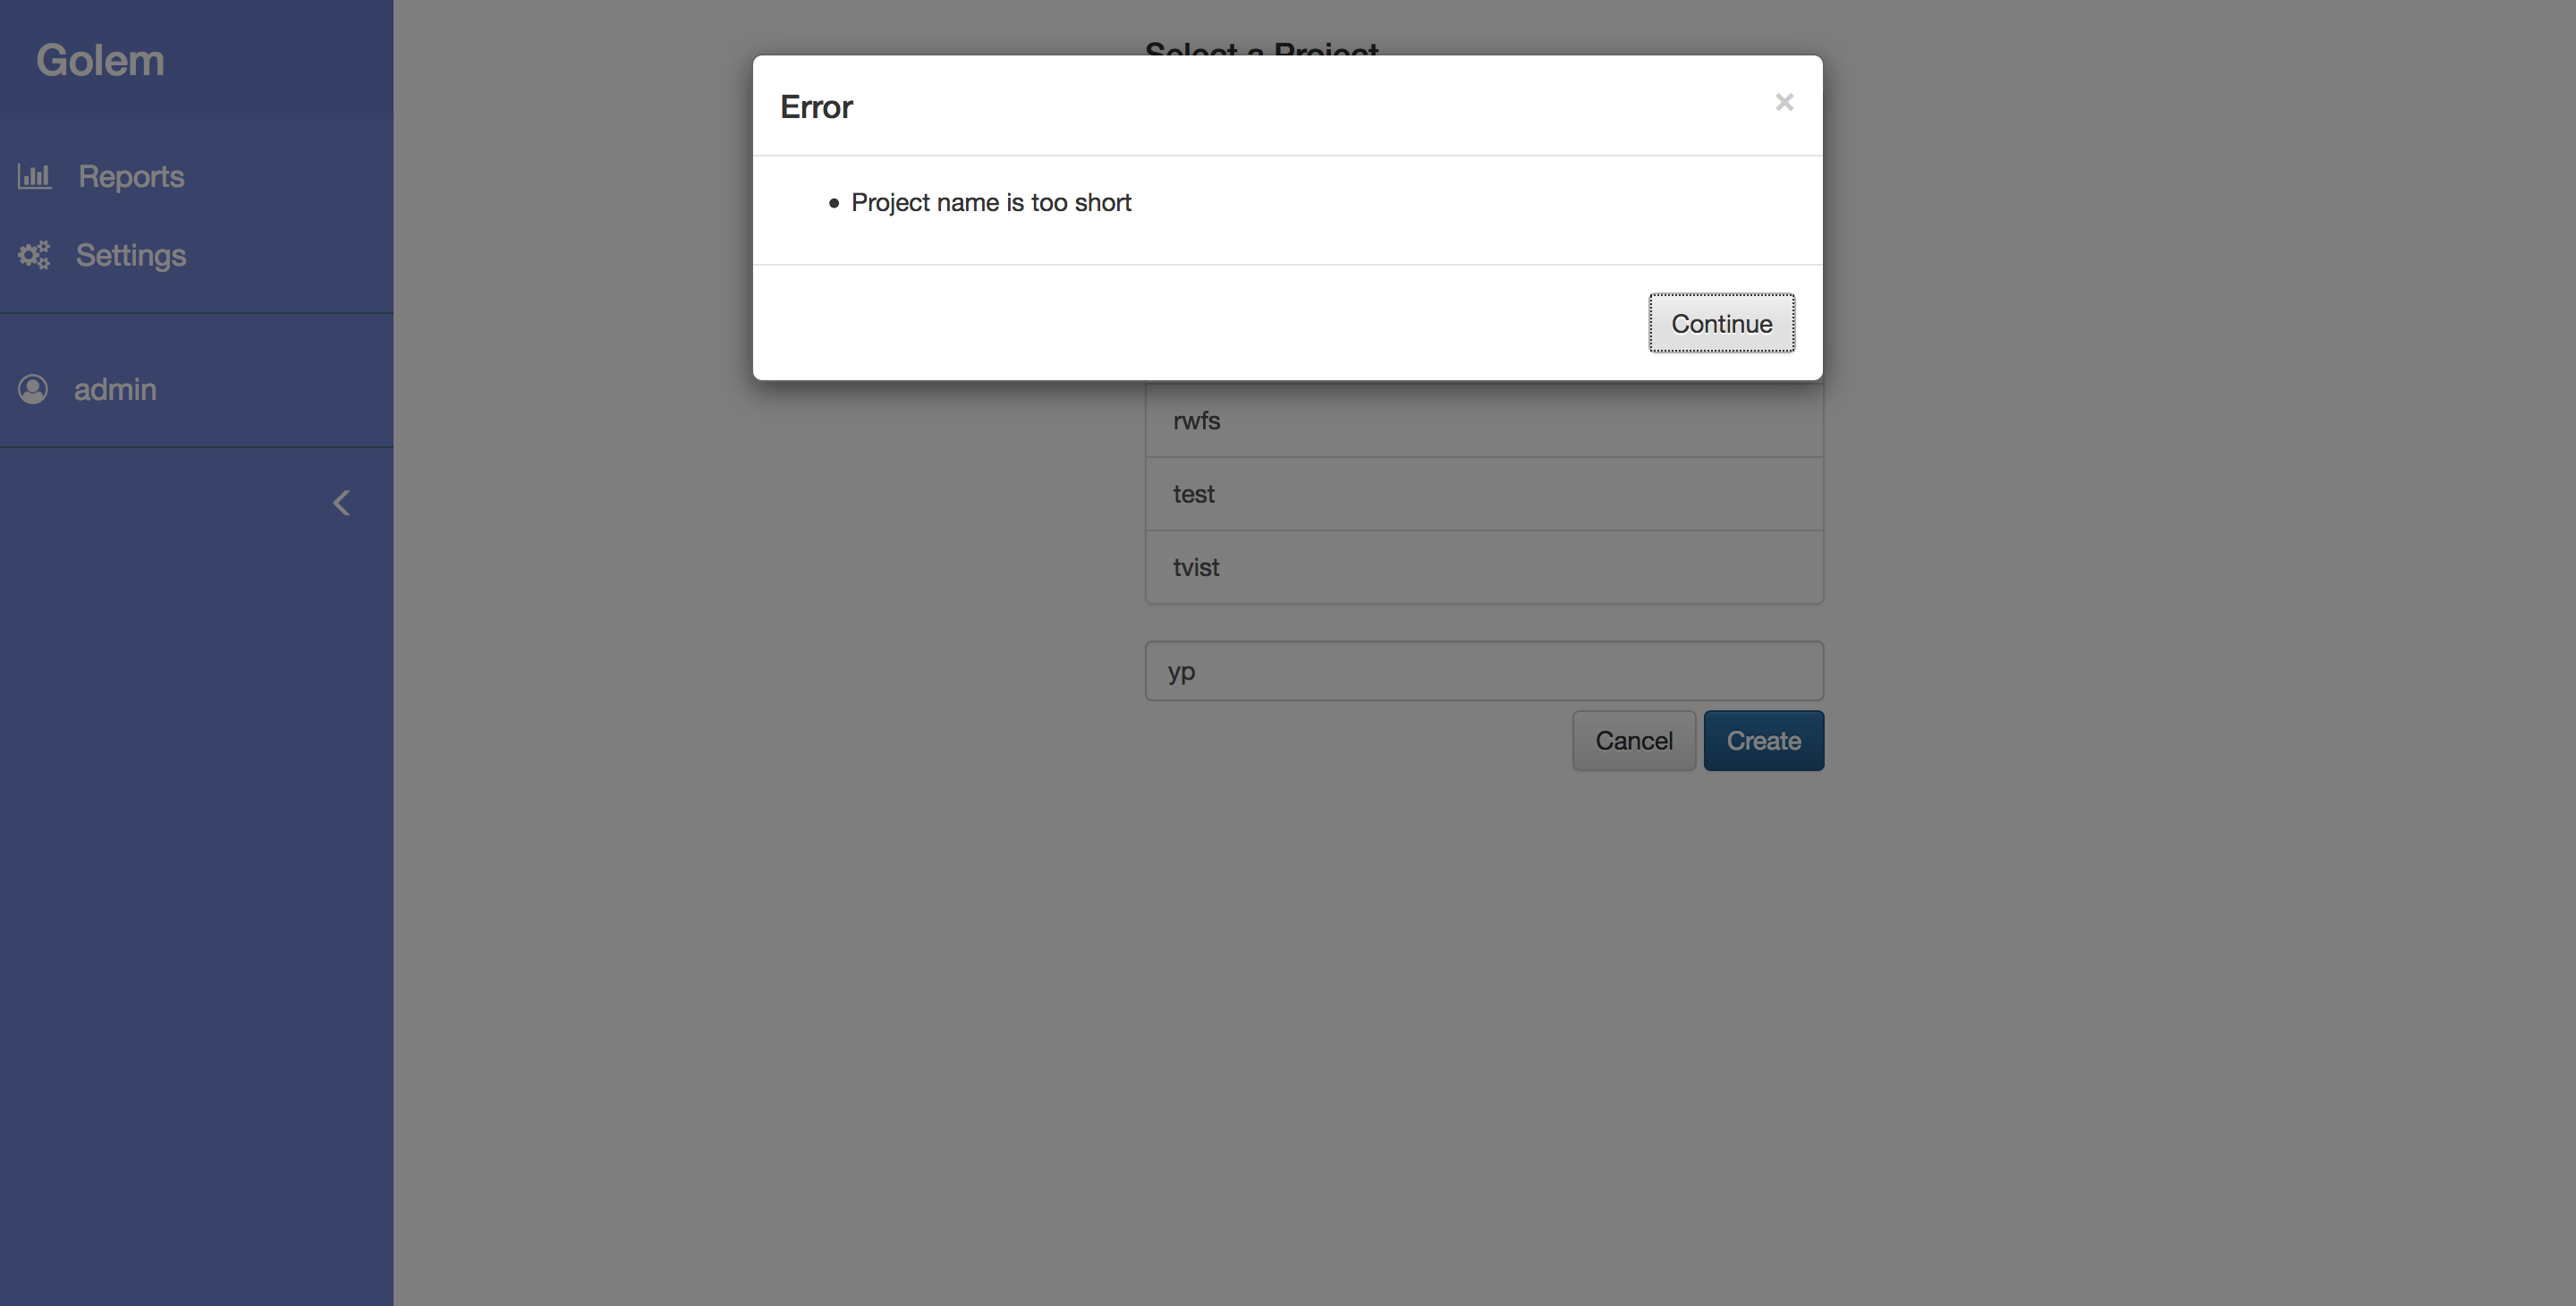 Golem
Reports
Settings
admin
Select a Project
Error
×
• Project name is too short
Continue
rwfs
test
tvist
yp
Cancel
Create